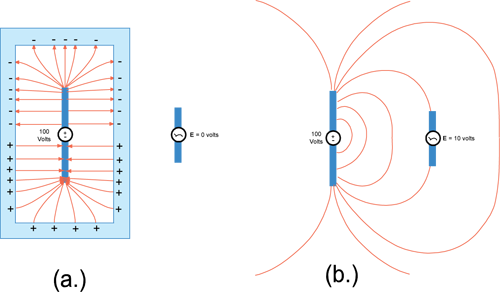 100
Volts
E = 0 volts
100
Volts
E = 10 volts
(a.)
(b.)